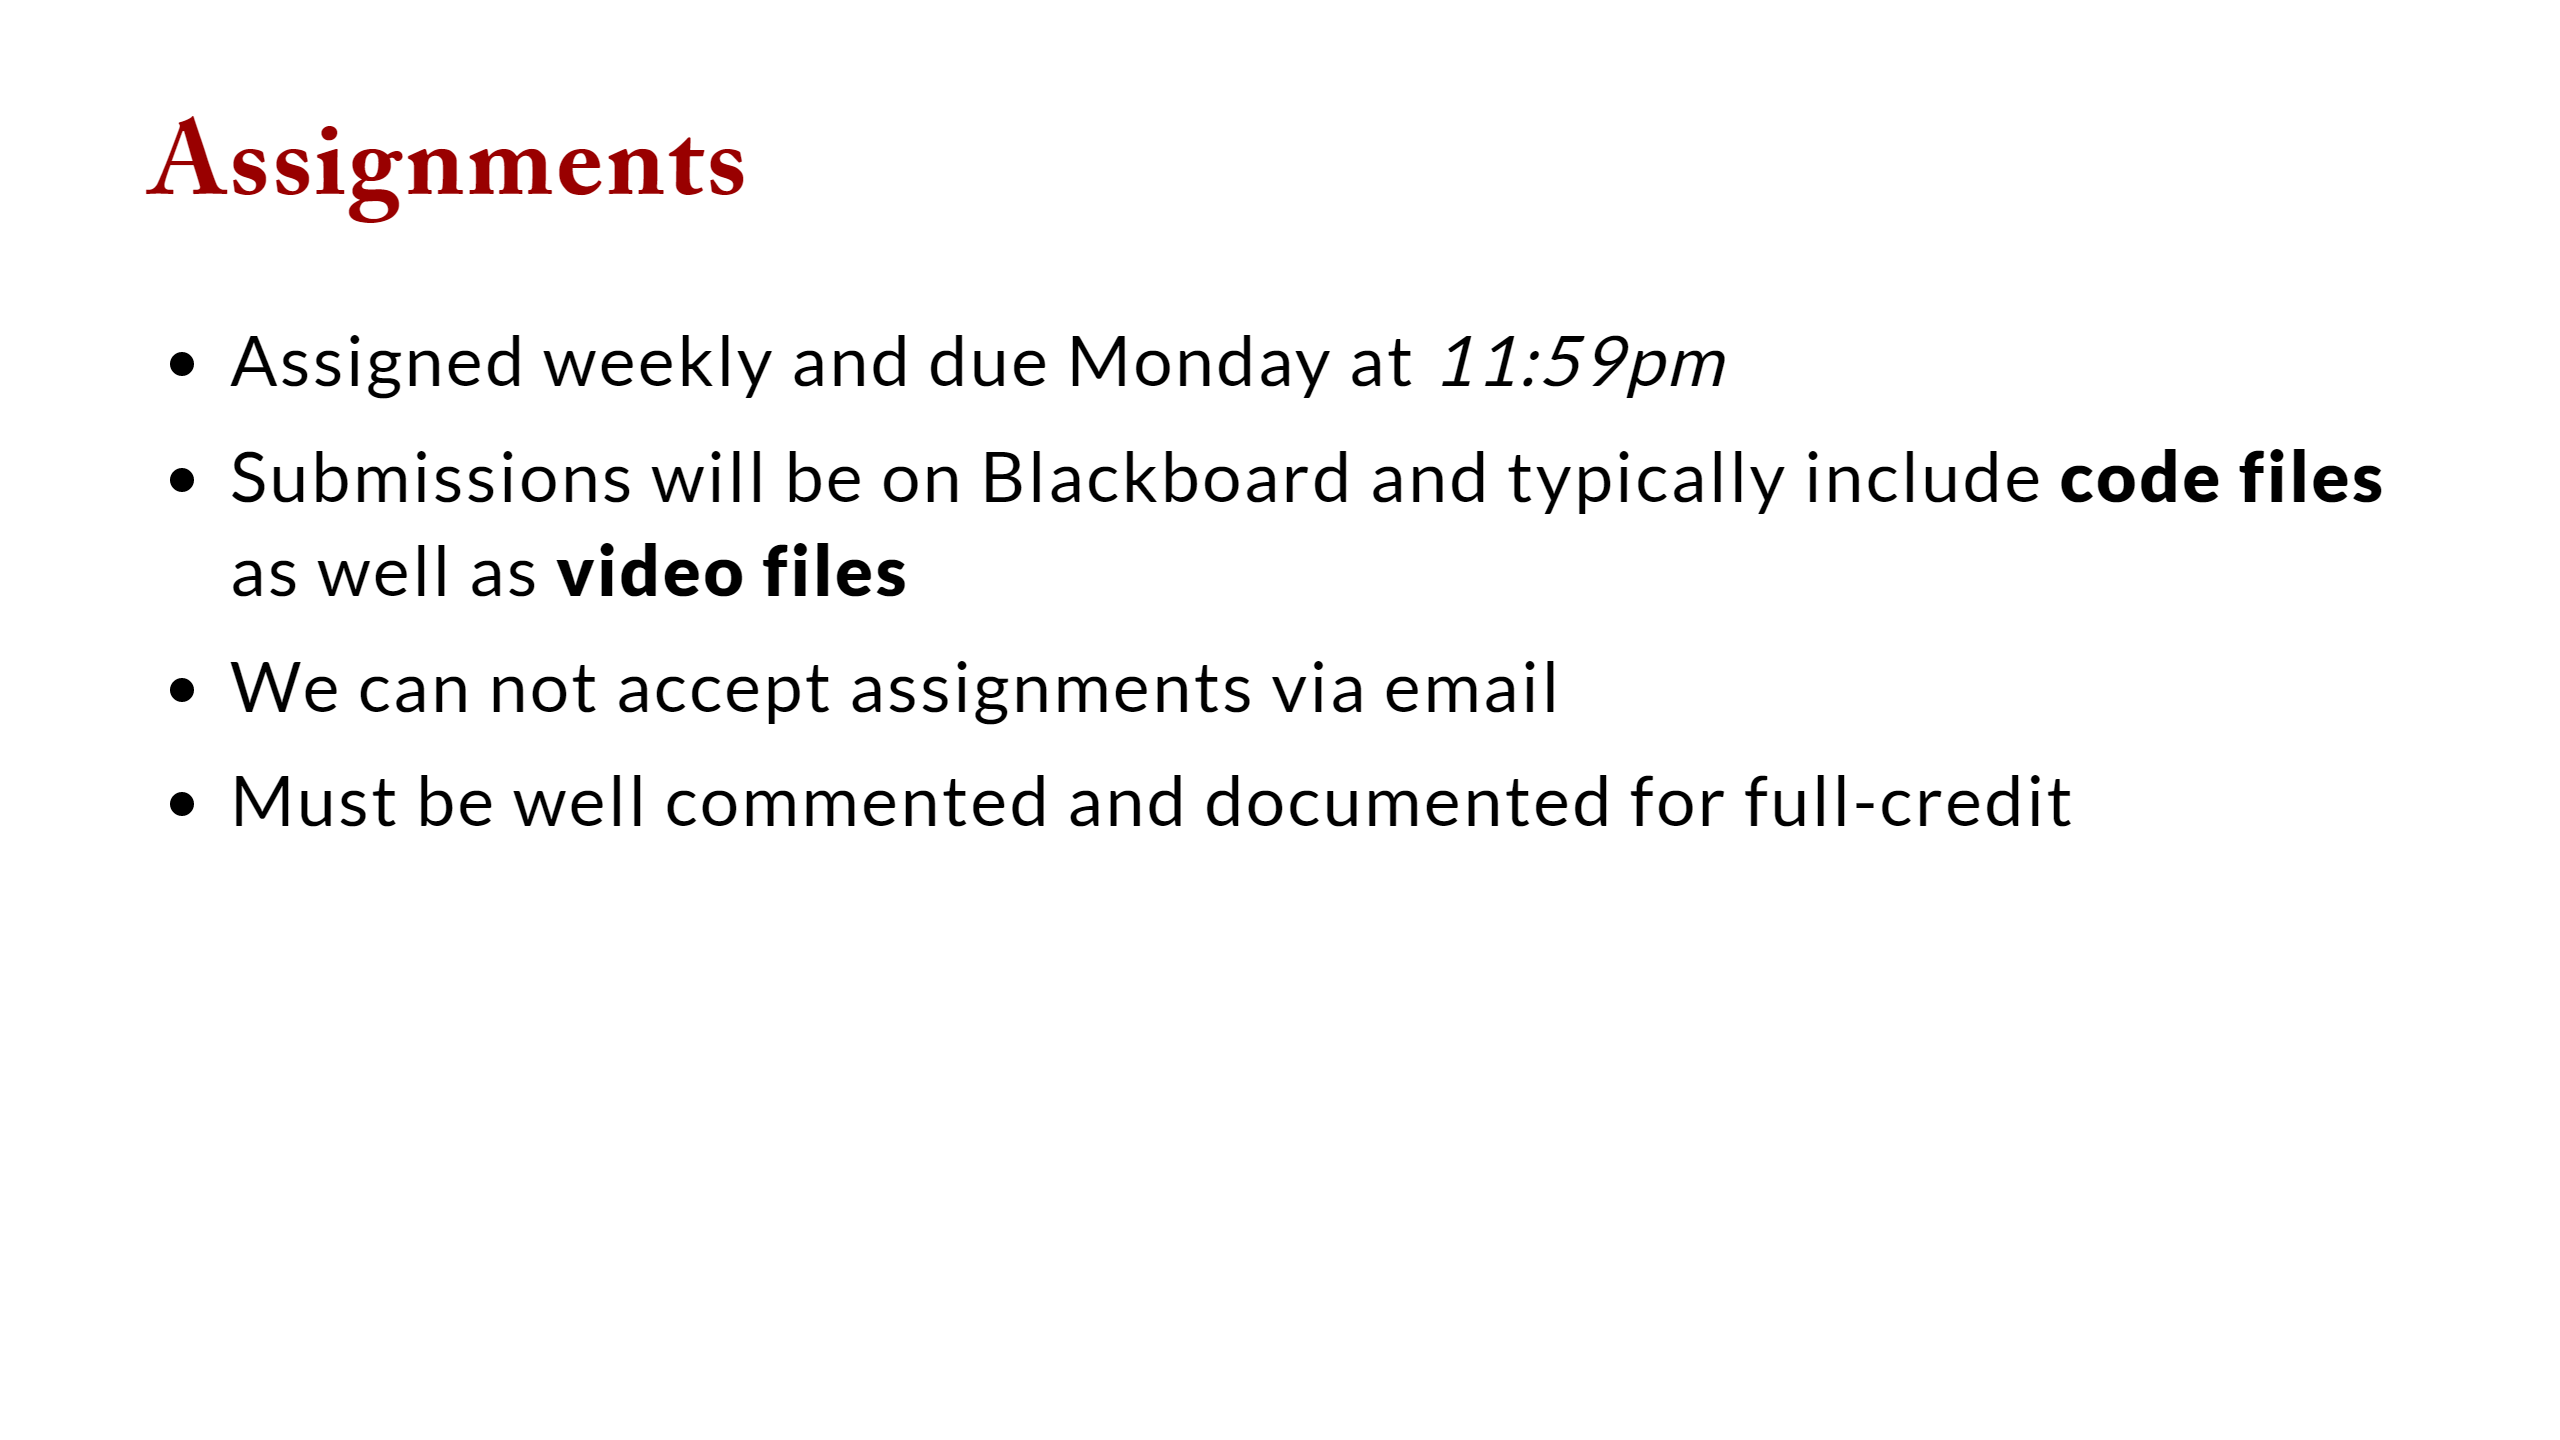 Assignments
• Assigned weekly and due Monday at 11:59pm
• Submissions will be on Blackboard and typically include code files
as well as video files
• We can not accept assignments via email
• Must be well commented and documented for full-credit